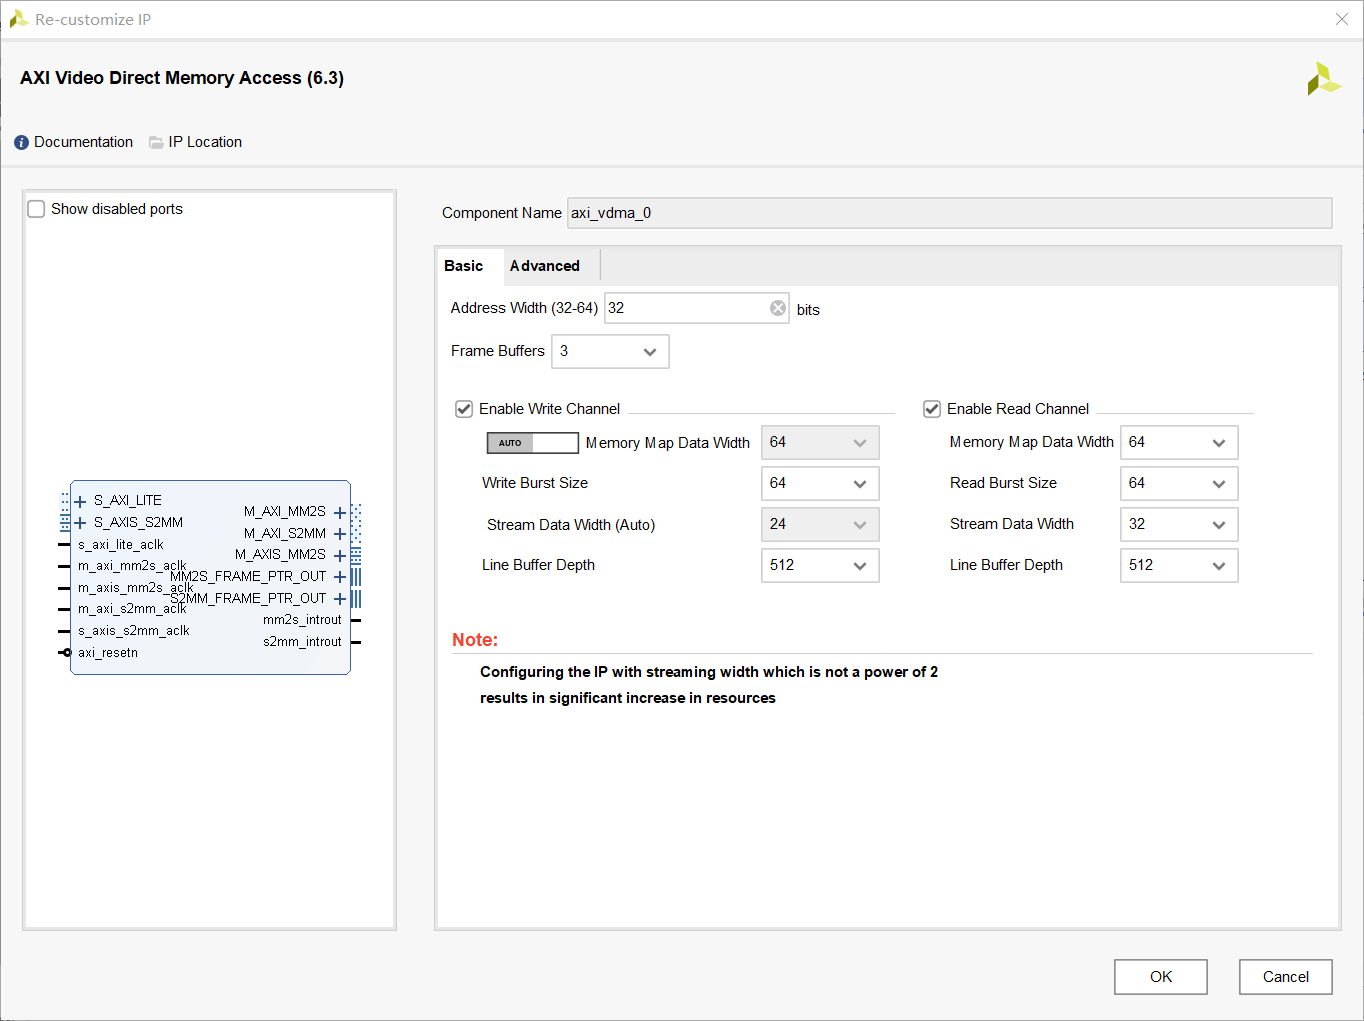 Re-customize IP
AXI Video Direct Memory Access (6.3)
Documentation IP Location
Show disabled ports
S_AXI_LITE
S_AXIS_S2MM
s_axi_lite_aclk
m_axi_mm2s_aclk
m_axis_mm2s_aclk
m_axi_s2mm_aclk
s_axis_s2mm_aclk
axi_resetn
M_AXI_MM2S
M_AXI_S2MM
M_AXIS_MM2S
MM2S_FRAME_PTR_OUT
S2MM_FRAME_PTR_OUT
mm2s_introut
s2mm_introut
Component Name axi_vdma_0
Basic Advanced
Address Width (32-64) 32 bits
Frame Buffers 3
Enable Write Channel
AUTO Memory Map Data Width 64
Write Burst Size 64
Stream Data Width (Auto) 24
Line Buffer Depth 512
Enable Read Channel
Memory Map Data Width 64
Read Burst Size 64
Stream Data Width 32
Line Buffer Depth 512
Note:
Configuring the IP with streaming width which is not a power of 2
results in significant increase in resources
OK Cancel